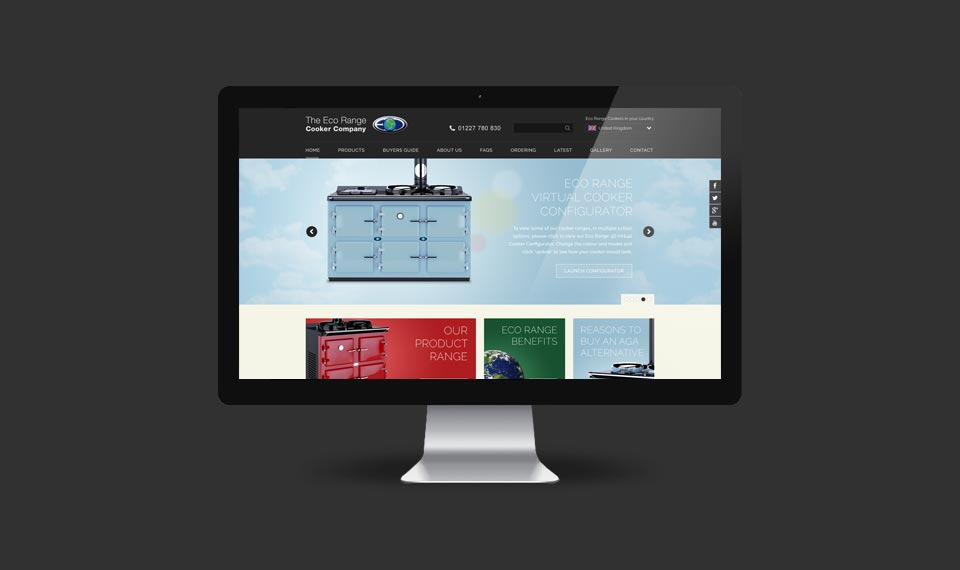 The Eco Range
Cooker Company
ECO
01227 780 830
Eco Range Cookers in your country
United Kingdom
HOME PRODUCTS BUYERS GUIDE ABOUT US FAQS ORDERING LATEST GALLERY CONTACT
ECO RANGE
VIRTUAL COOKER
CONFIGURATOR
To view some of our cooker ranges, in multiple colour
options, please click to view our Eco Range 3D Virtual
Cooker Configurator. Change the colour and model and
click 'update' to see how your cooker would look.
LAUNCH CONFIGURATOR
OUR
PRODUCT
RANGE
ECO RANGE
BENEFITS
REASONS TO
BUY AN AGA
ALTERNATIVE